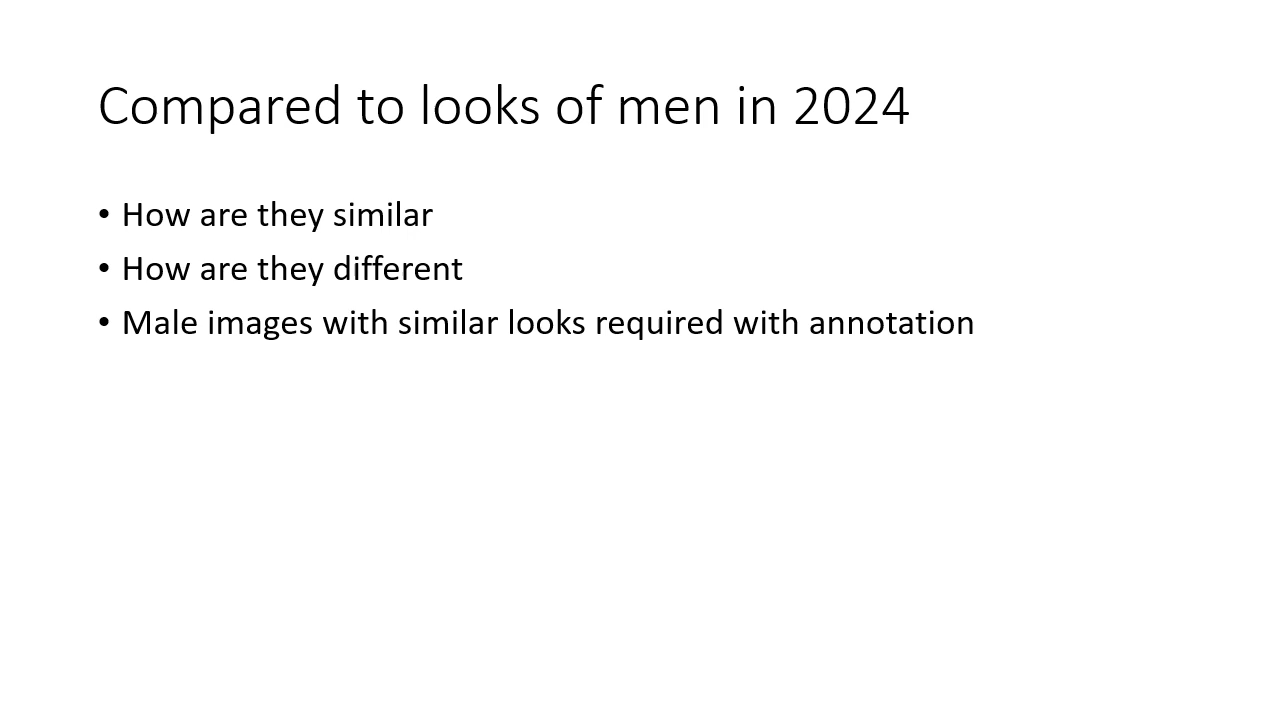 Compared to looks of men in 2024
• How are they similar
• How are they different
• Male images with similar looks required with annotation